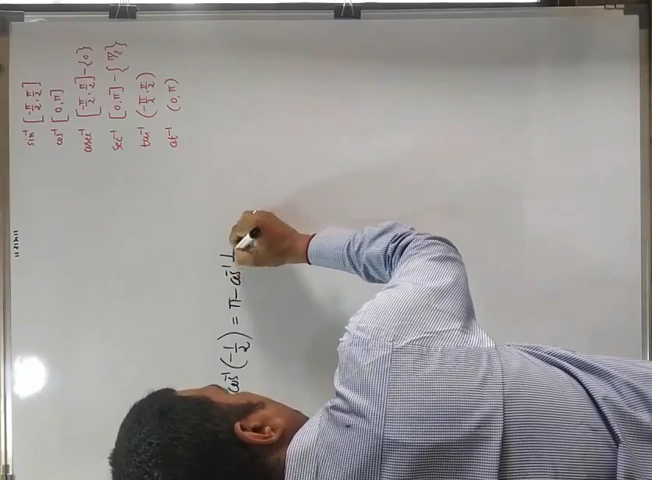 sin⁻¹ [-π/2, π/2]
cos⁻¹ [0, π]
cosec⁻¹ [-π/2, π/2] - {0}
sec⁻¹ [0, π] - {π/2}
tan⁻¹ (-π/2, π/2)
cot⁻¹ (0, π)
cos⁻¹(-1/2) = π - cos⁻¹ 1